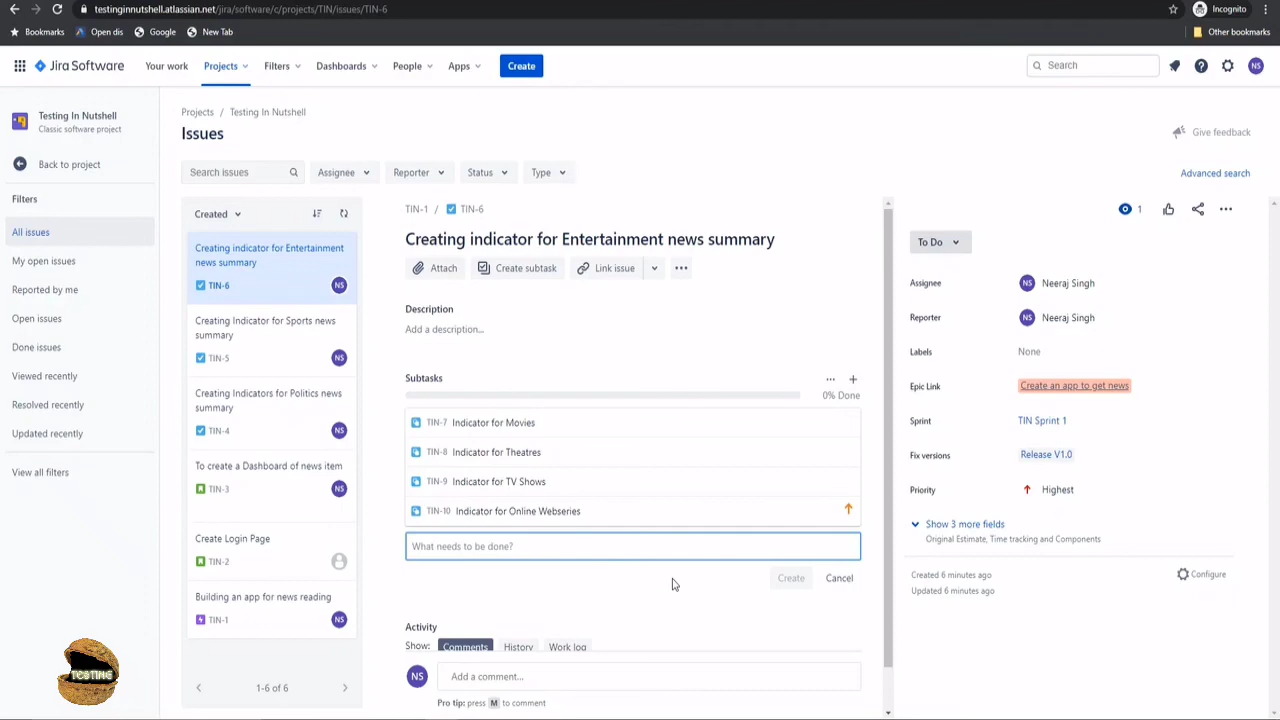 testinginnutshell.atlassian.net/jira/software/c/projects/TIN/issues/TIN-6
Incognito
Bookmarks
Open dis
Google
New Tab
Other bookmarks
Jira Software
Your work
Projects
Filters
Dashboards
People
Apps
Create
Search
NS
Testing In Nutshell
Classic software project
Back to project
Filters
All issues
My open issues
Reported by me
Open issues
Done issues
Viewed recently
Resolved recently
Updated recently
View all filters
TESTING
Projects / Testing In Nutshell
Issues
Give feedback
Search issues
Assignee
Reporter
Status
Type
Advanced search
Created
Creating indicator for Entertainment
news summary
TIN-6
NS
Creating Indicator for Sports news
summary
TIN-5
NS
Creating Indicators for Politics news
summary
TIN-4
NS
To create a Dashboard of news item
TIN-3
NS
Create Login Page
TIN-2
Building an app for news reading
TIN-1
NS
1-6 of 6
TIN-1 / TIN-6
Creating indicator for Entertainment news summary
Attach
Create subtask
Link issue
Description
Add a description...
Subtasks
0% Done
TIN-7 Indicator for Movies
TIN-8 Indicator for Theatres
TIN-9 Indicator for TV Shows
TIN-10 Indicator for Online Webseries
What needs to be done?
Create
Cancel
Activity
Show:
Comments
History
Work log
NS
Add a comment...
Pro tip: press M to comment
1
To Do
Assignee
NS Neeraj Singh
Reporter
NS Neeraj Singh
Labels
None
Epic Link
Create an app to get news
Sprint
TIN Sprint 1
Fix versions
Release V1.0
Priority
Highest
Show 3 more fields
Original Estimate, Time tracking and Components
Created 6 minutes ago
Updated 6 minutes ago
Configure